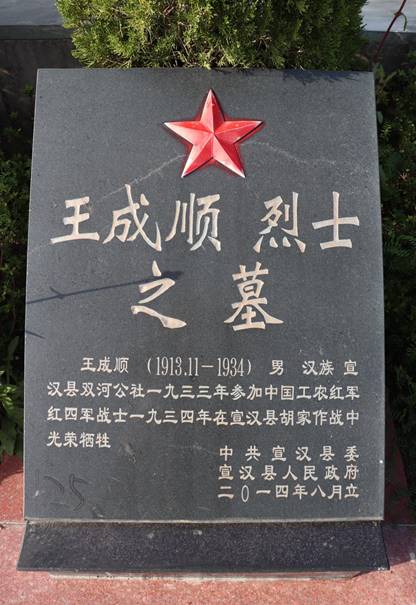 王成顺 烈士
之墓
王成顺 (1913.11-1934) 男 汉族 宣
汉县双河公社一九三三年参加中国工农红军
红四军战士一九三四年在宣汉县胡家作战中
光荣牺牲
中共宣汉县委
宣汉县人民政府
二0一四年八月立